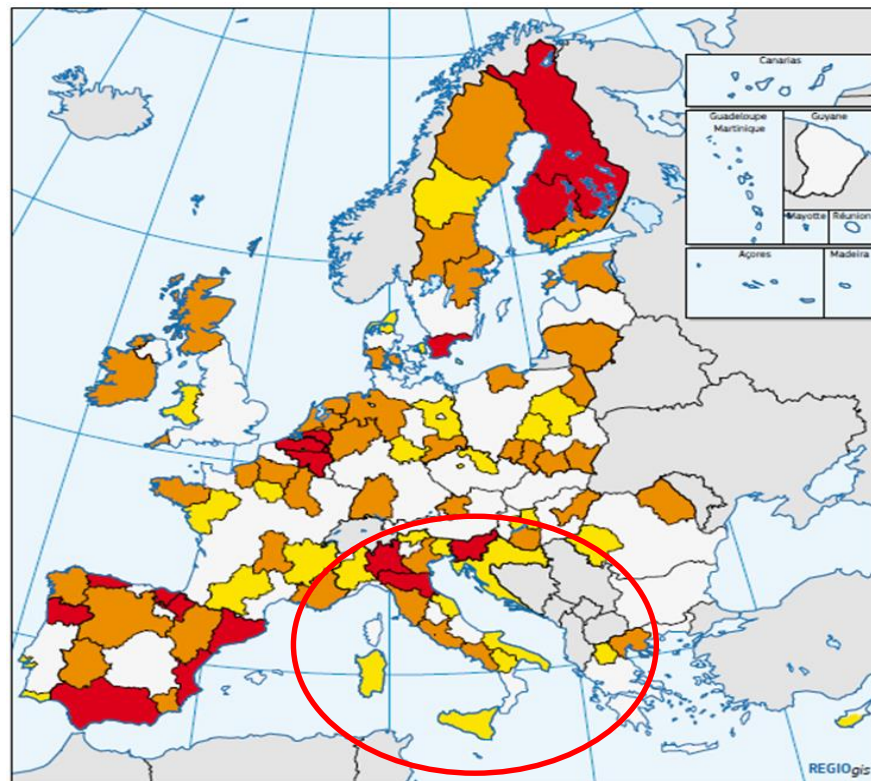 Canarias
Guadeloupe
Martinique
Guyane
Mayotte
Réunion
Açores
Madeira
REGIOgis